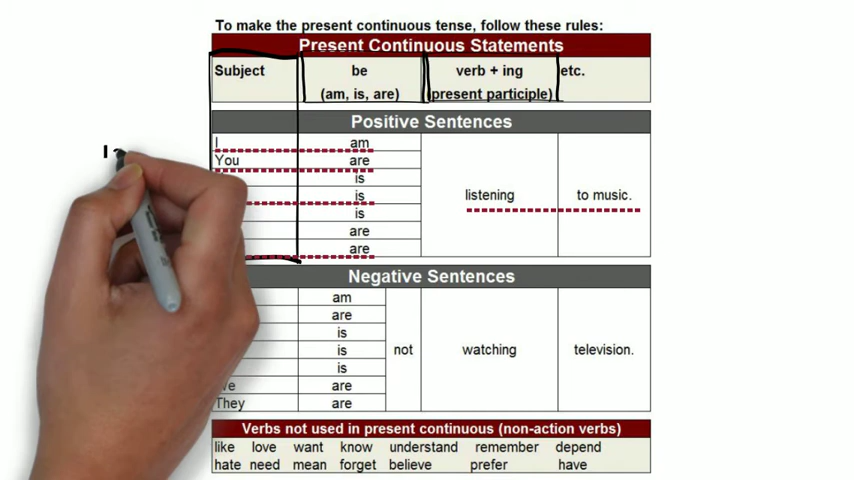 To make the present continuous tense, follow these rules:
Present Continuous Statements
Subject be verb + ing etc.
(am, is, are) (present participle)
Positive Sentences
I am
You are
is
is
is
are
are
listening to music.
Negative Sentences
am
are
is
is
is
are
They are
not watching television.
Verbs not used in present continuous (non-action verbs)
like love want know understand remember depend
hate need mean forget believe prefer have
I